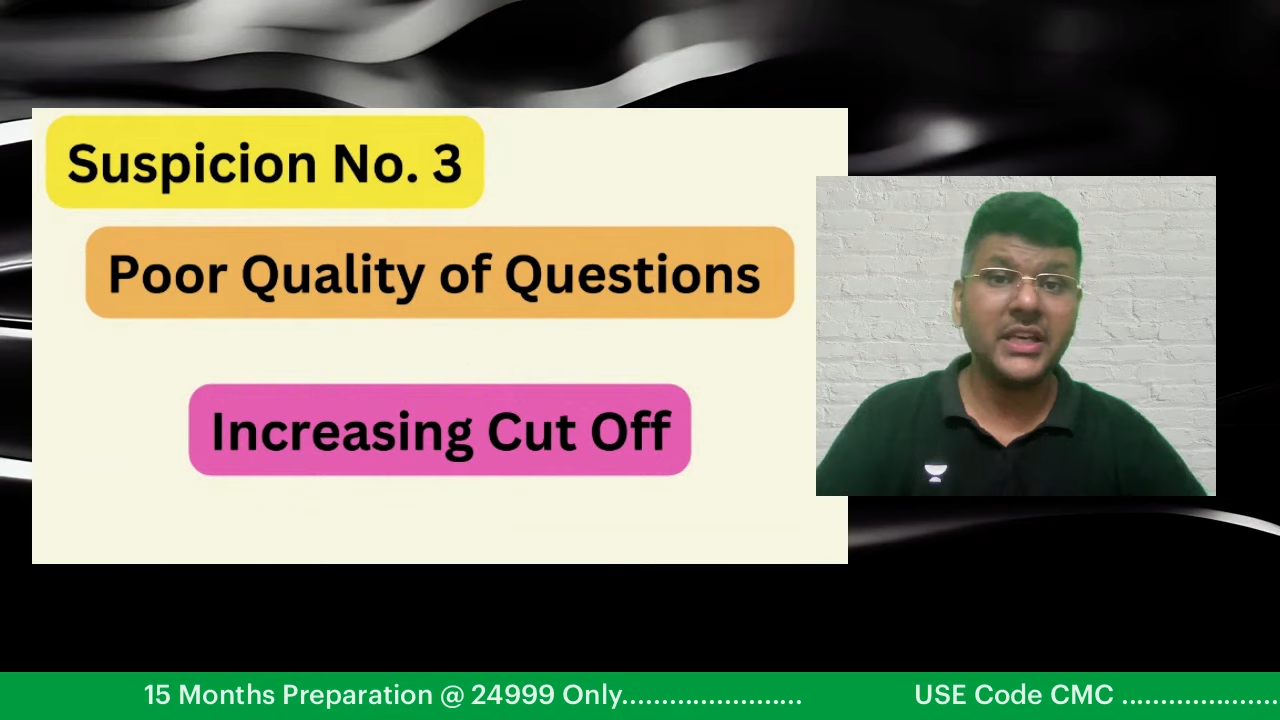 Suspicion No. 3
Poor Quality of Questions
Increasing Cut Off
15 Months Preparation @ 24999 Only....................... USE Code CMC ...................